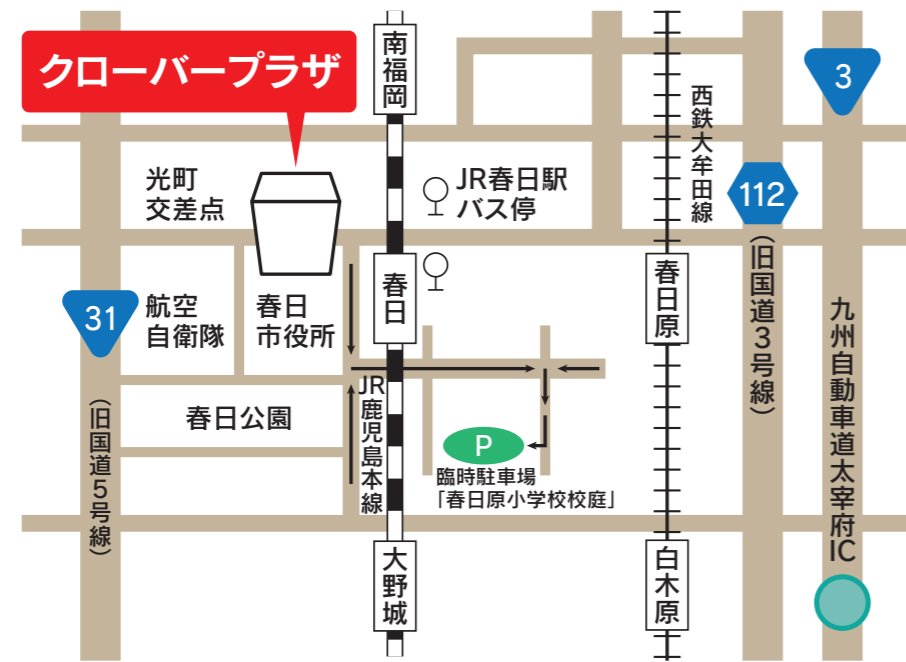 クローバープラザ
南福岡
3
西鉄大牟田線
112
光町
交差点
JR春日駅
バス停
31
航空
自衛隊
春日
市役所
春日
春日原
(旧国道3号線)
九州自動車道太宰府IC
(旧国道5号線)
春日公園
JR鹿児島本線
P
臨時駐車場
「春日原小学校校庭」
大野城
白木原